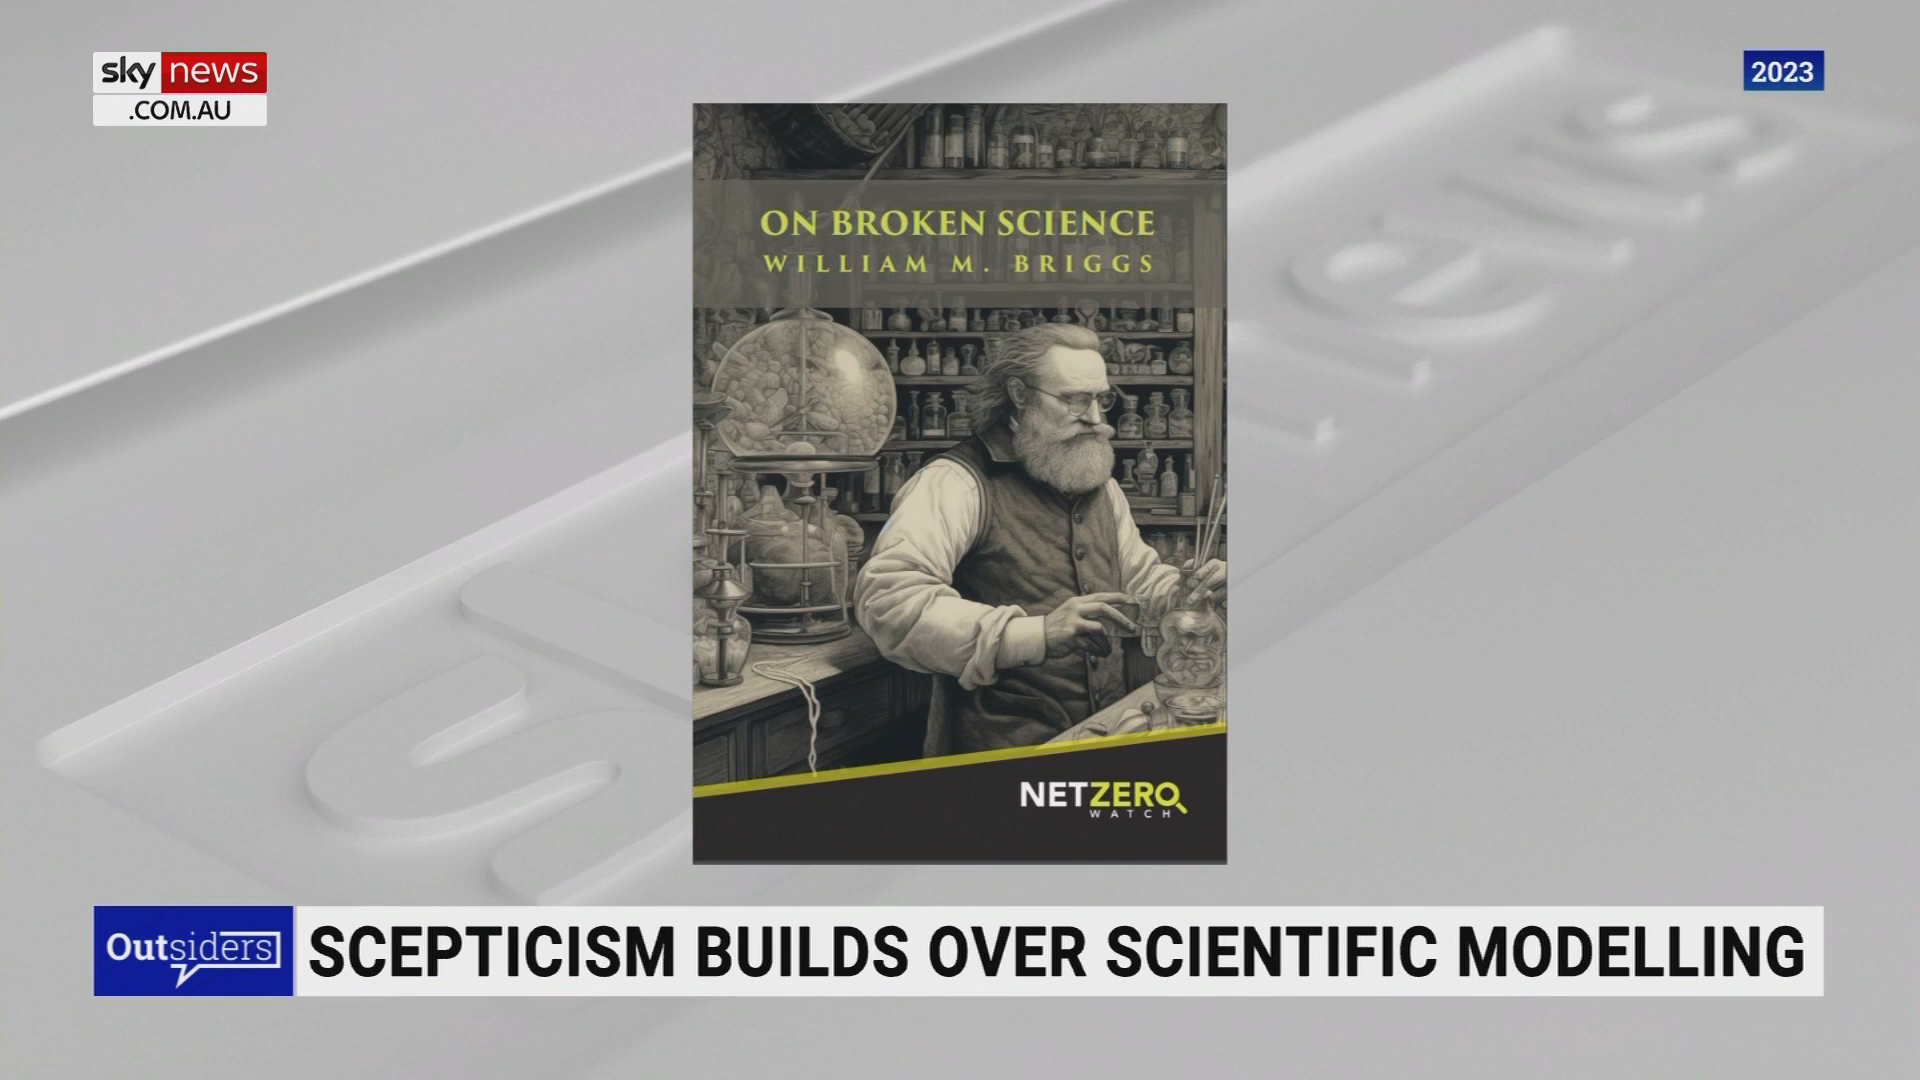 sky news
.COM.AU
2023
ON BROKEN SCIENCE
WILLIAM M. BRIGGS
NETZERO
WATCH
Outsiders
SCEPTICISM BUILDS OVER SCIENTIFIC MODELLING